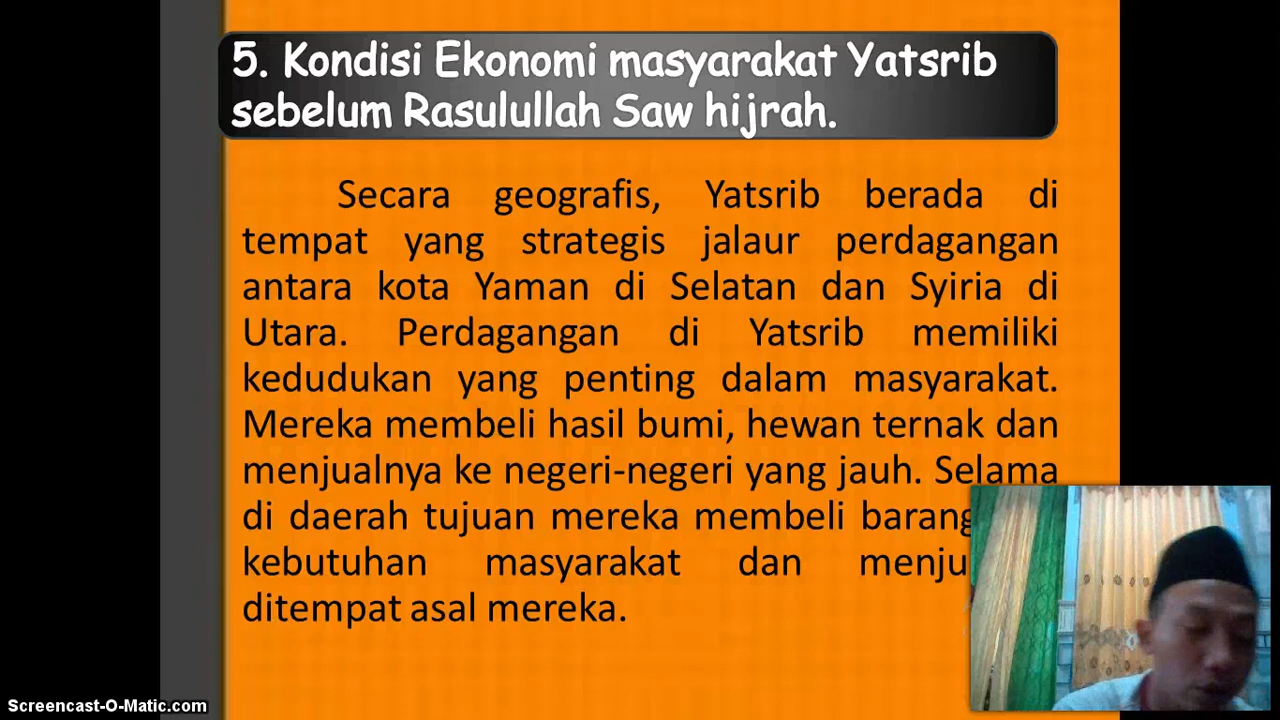 5. Kondisi Ekonomi masyarakat Yatsrib
sebelum Rasulullah Saw hijrah.
Secara geografis, Yatsrib berada di
tempat yang strategis jalaur perdagangan
antara kota Yaman di Selatan dan Syiria di
Utara. Perdagangan di Yatsrib memiliki
kedudukan yang penting dalam masyarakat.
Mereka membeli hasil bumi, hewan ternak dan
menjualnya ke negeri-negeri yang jauh. Selama
di daerah tujuan mereka membeli
kebutuhan masyarakat dan
ditempat asal mereka.
Screencast-O-Matic.com